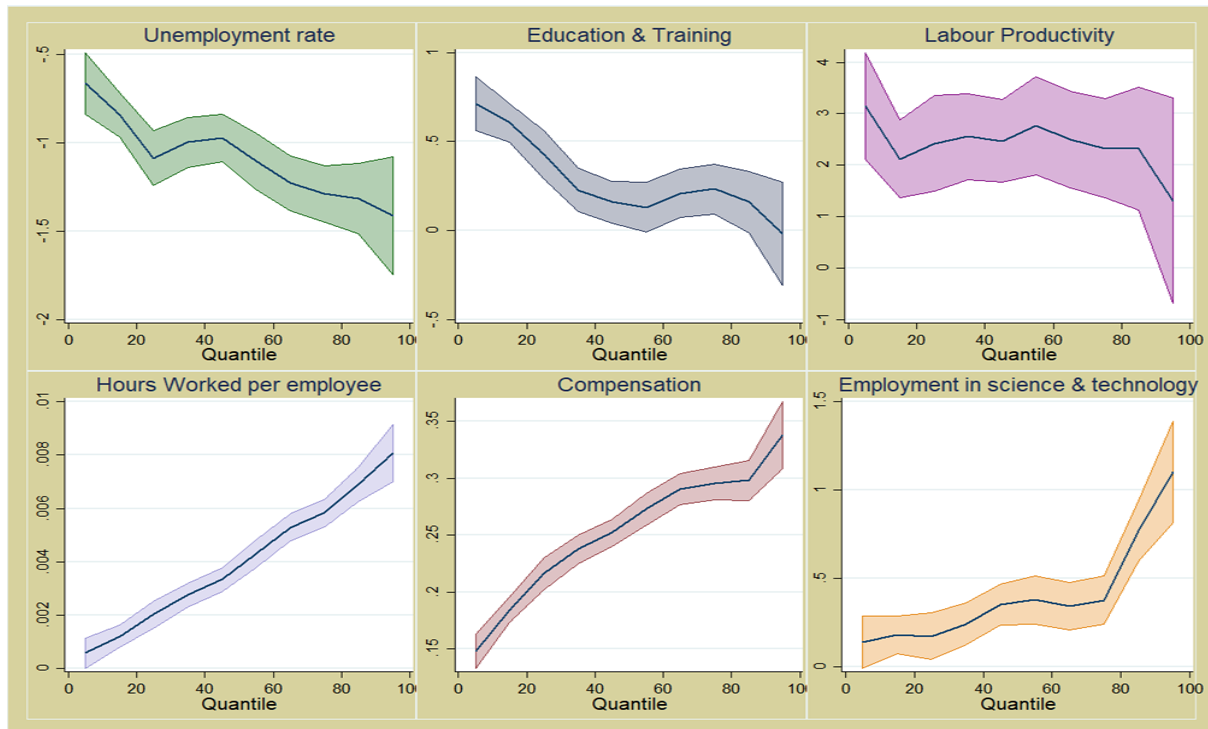 Unemployment rate
-.5
-1
-1.5
-2
0 20 40 60 80 100
Quantile
Education & Training
1
.5
0
-.5
0 20 40 60 80 100
Quantile
Labour Productivity
4
3
2
1
0
-1
0 20 40 60 80 100
Quantile
Hours Worked per employee
.01
.008
.006
.004
.002
0
0 20 40 60 80 100
Quantile
Compensation
.35
.3
.25
.2
.15
0 20 40 60 80 100
Quantile
Employment in science & technology
1.5
1
.5
0
0 20 40 60 80 100
Quantile